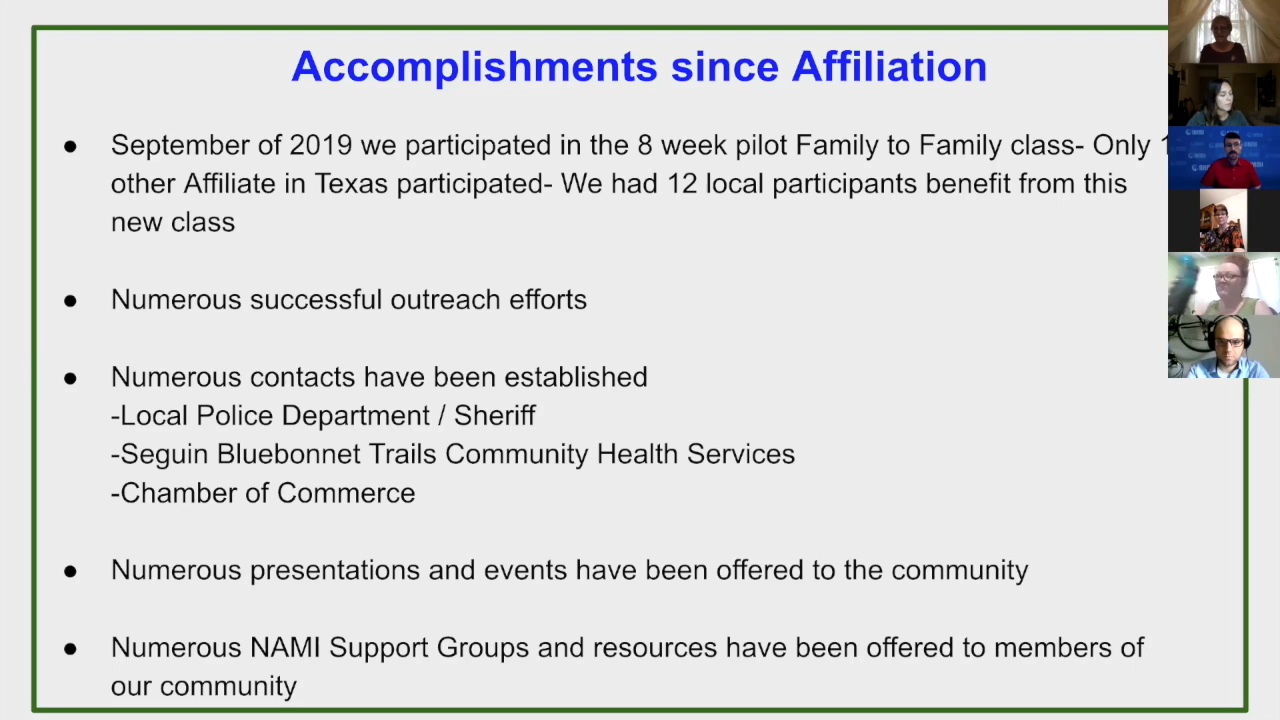 Accomplishments since Affiliation
● September of 2019 we participated in the 8 week pilot Family to Family class- Only 1
other Affiliate in Texas participated- We had 12 local participants benefit from this
new class
● Numerous successful outreach efforts
● Numerous contacts have been established
-Local Police Department / Sheriff
-Seguin Bluebonnet Trails Community Health Services
-Chamber of Commerce
● Numerous presentations and events have been offered to the community
● Numerous NAMI Support Groups and resources have been offered to members of
our community